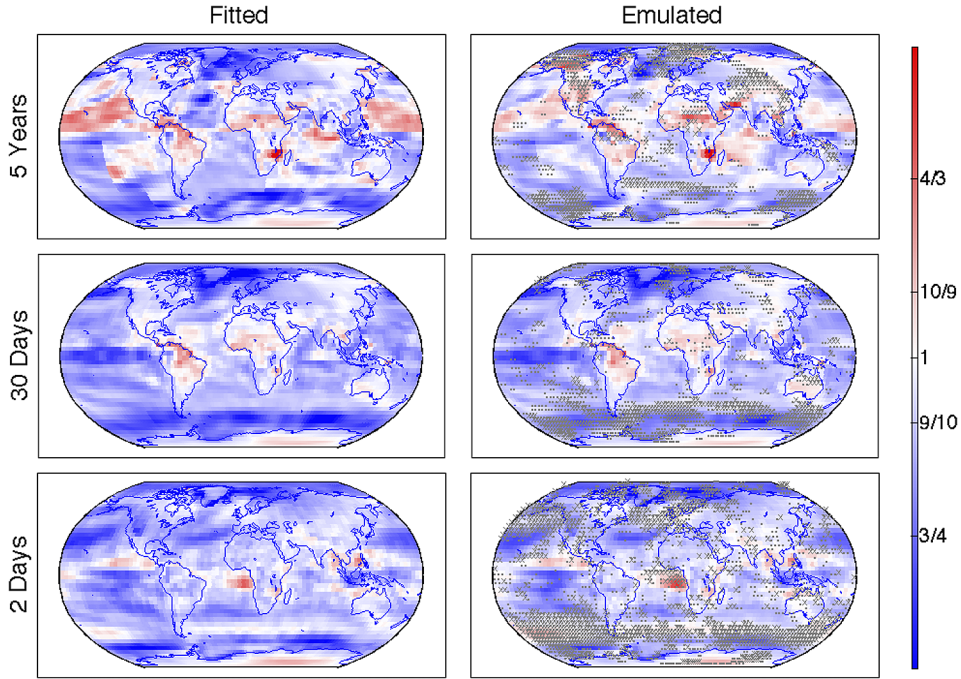 Fitted
Emulated
5 Years
30 Days
2 Days
4/3
10/9
1
9/10
3/4